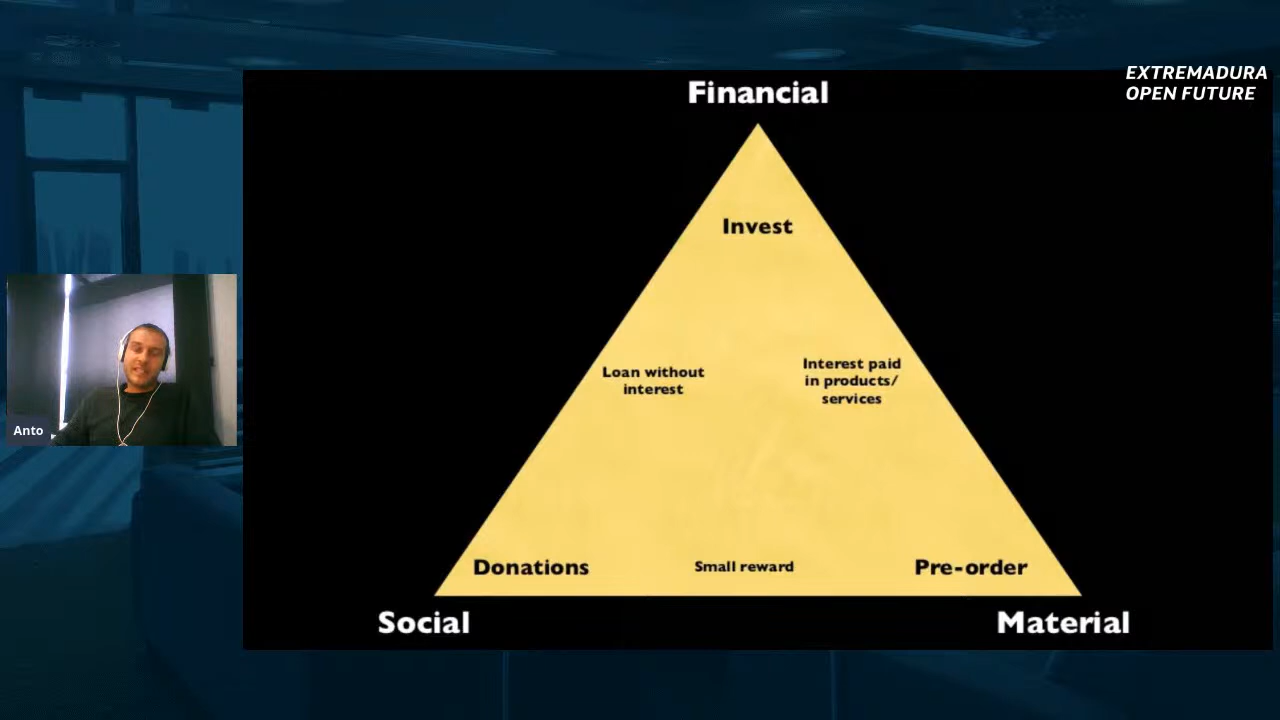 EXTREMADURA
OPEN FUTURE
Financial
Invest
Loan without
interest
Interest paid
in products/
services
Donations
Small reward
Pre-order
Social
Material
Anto